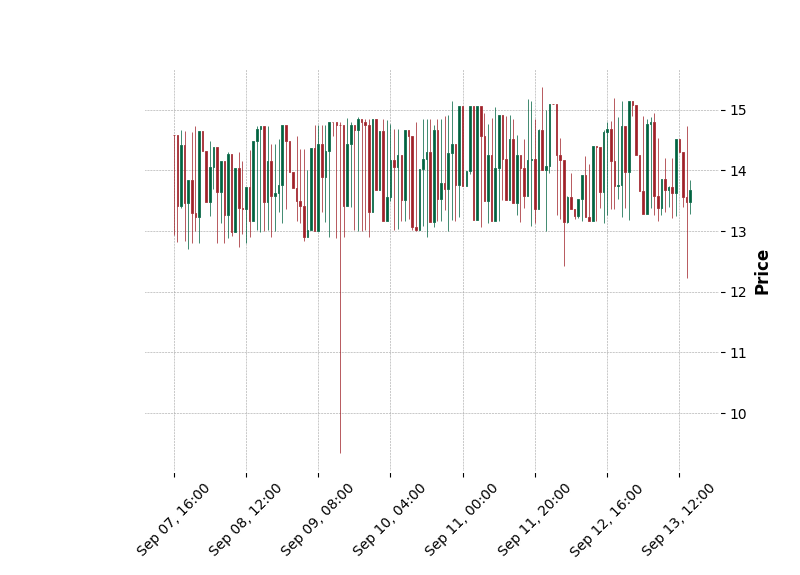 15
14
13
12
11
10
Price
Sep 07, 16:00
Sep 08, 12:00
Sep 09, 08:00
Sep 10, 04:00
Sep 11, 00:00
Sep 11, 20:00
Sep 12, 16:00
Sep 13, 12:00